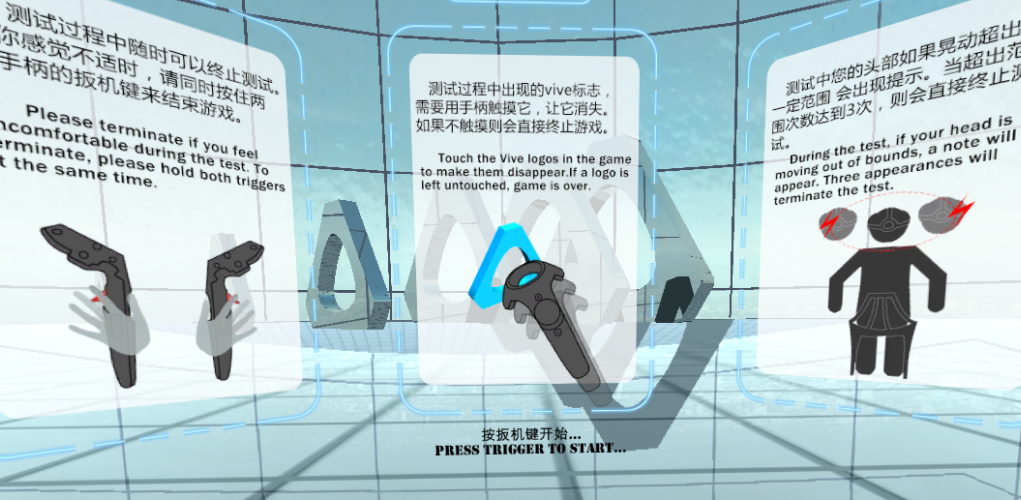 测试过程中随时可以终止测试。
你感觉不适时，请同时按住两
手柄的扳机键来结束游戏。
Please terminate if you feel
uncomfortable during the test. To
terminate, please hold both triggers
at the same time.
测试过程中出现的vive标志，
需要用手柄触摸它，让它消失。
如果不触摸则会直接终止游戏。
Touch the Vive logos in the game
to make them disappear.If a logo is
left untouched, game is over.
测试中您的头部如果晃动超出
一定范围 会出现提示。当超出范
围次数达到3次，则会直接终止测
试。
During the test, if your head is
moving out of bounds, a note will
appear. Three appearances will
terminate the test.
按扳机键开始...
PRESS TRIGGER TO START...